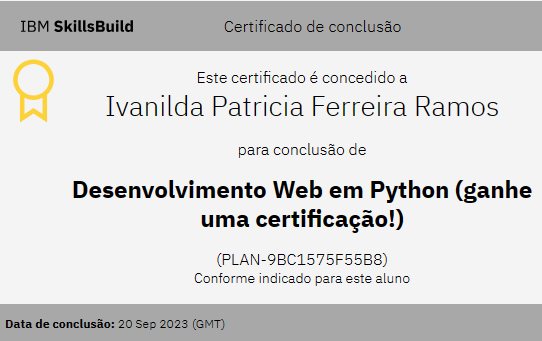 IBM SkillsBuild
Certificado de conclusão
Este certificado é concedido a
Ivanilda Patricia Ferreira Ramos
para conclusão de
Desenvolvimento Web em Python (ganhe
uma certificação!)
(PLAN-9BC1575F55B8)
Conforme indicado para este aluno
Data de conclusão: 20 Sep 2023 (GMT)